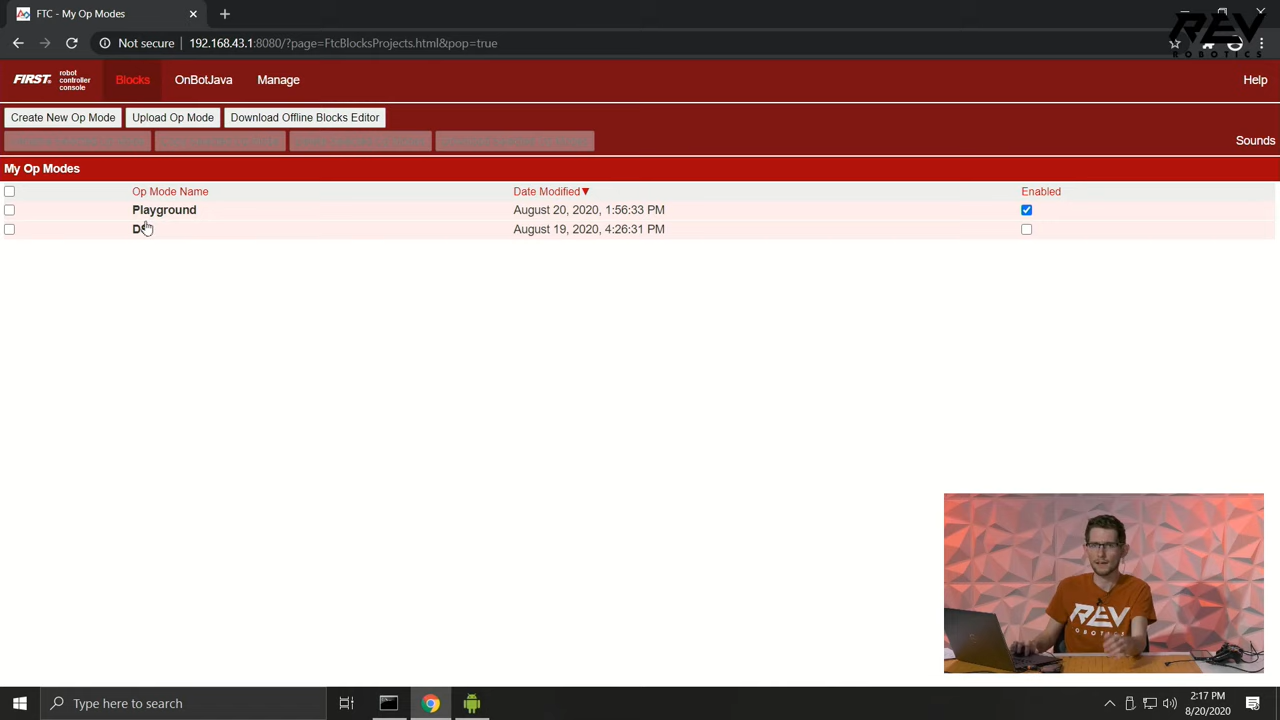 FTC - My Op Modes
Not secure 192.168.43.1:8080/?page=FtcBlocksProjects.html&pop=true
REV
ROBOTICS
FIRST. robot controller console Blocks OnBotJava Manage Help
Create New Op Mode Upload Op Mode Download Offline Blocks Editor
Sounds
My Op Modes
Op Mode Name Date Modified▼ Enabled
Playground August 20, 2020, 1:56:33 PM
August 19, 2020, 4:26:31 PM
REV
ROBOTICS
Type here to search
2:17 PM
8/20/2020